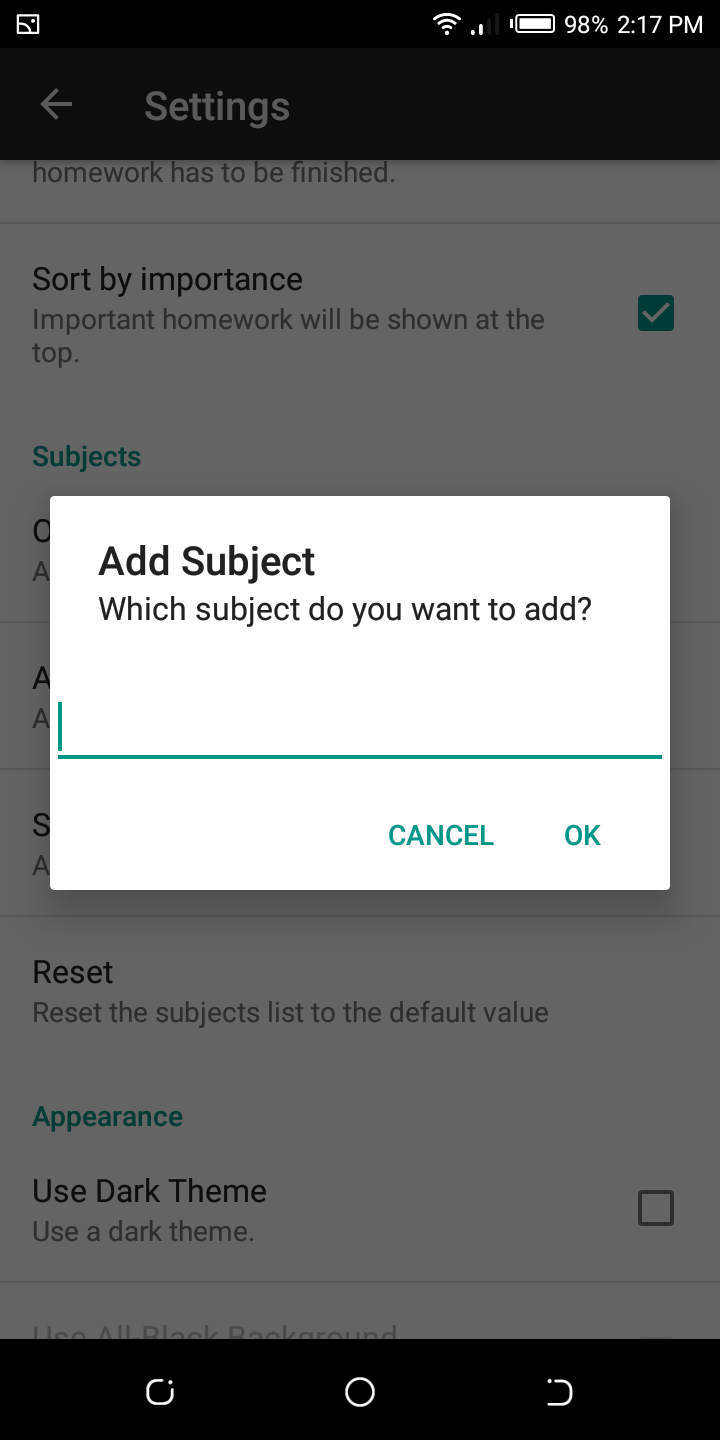 98% 2:17 PM
Settings
homework has to be finished.
Sort by importance
Important homework will be shown at the
top.
Subjects
O
A
Add Subject
Which subject do you want to add?
A
A
S
A
CANCEL OK
Reset
Reset the subjects list to the default value
Appearance
Use Dark Theme
Use a dark theme.
Use All-Black Background